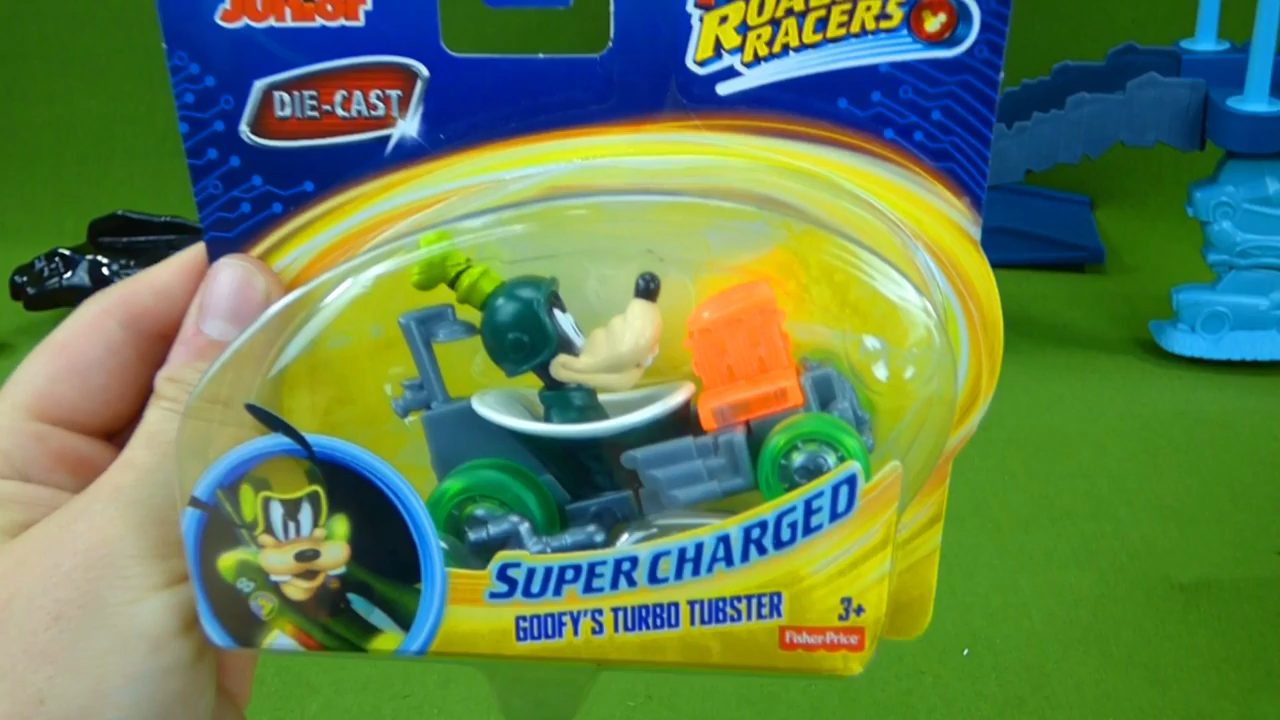 JUNIOR
ROADSTER
RACERS
DIE-CAST
SUPER CHARGED
GOOFY'S TURBO TUBSTER
3+
Fisher-Price